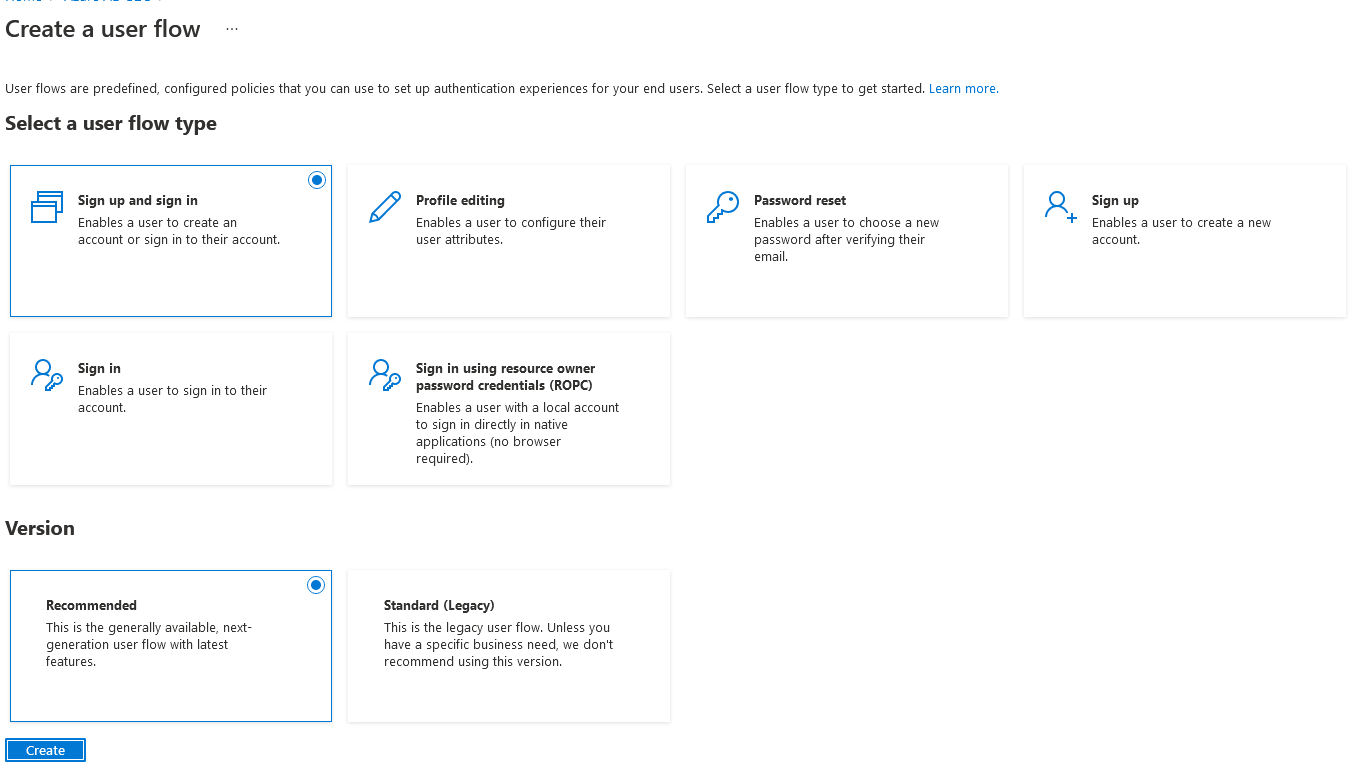 Create a user flow ...
User flows are predefined, configured policies that you can use to set up authentication experiences for your end users. Select a user flow type to get started. Learn more.
Select a user flow type
Sign up and sign in
Enables a user to create an
account or sign in to their account.
Profile editing
Enables a user to configure their
user attributes.
Password reset
Enables a user to choose a new
password after verifying their
email.
Sign up
Enables a user to create a new
account.
Sign in
Enables a user to sign in to their
account.
Sign in using resource owner
password credentials (ROPC)
Enables a user with a local account
to sign in directly in native
applications (no browser
required).
Version
Recommended
This is the generally available, next-
generation user flow with latest
features.
Standard (Legacy)
This is the legacy user flow. Unless you
have a specific business need, we don't
recommend using this version.
Create